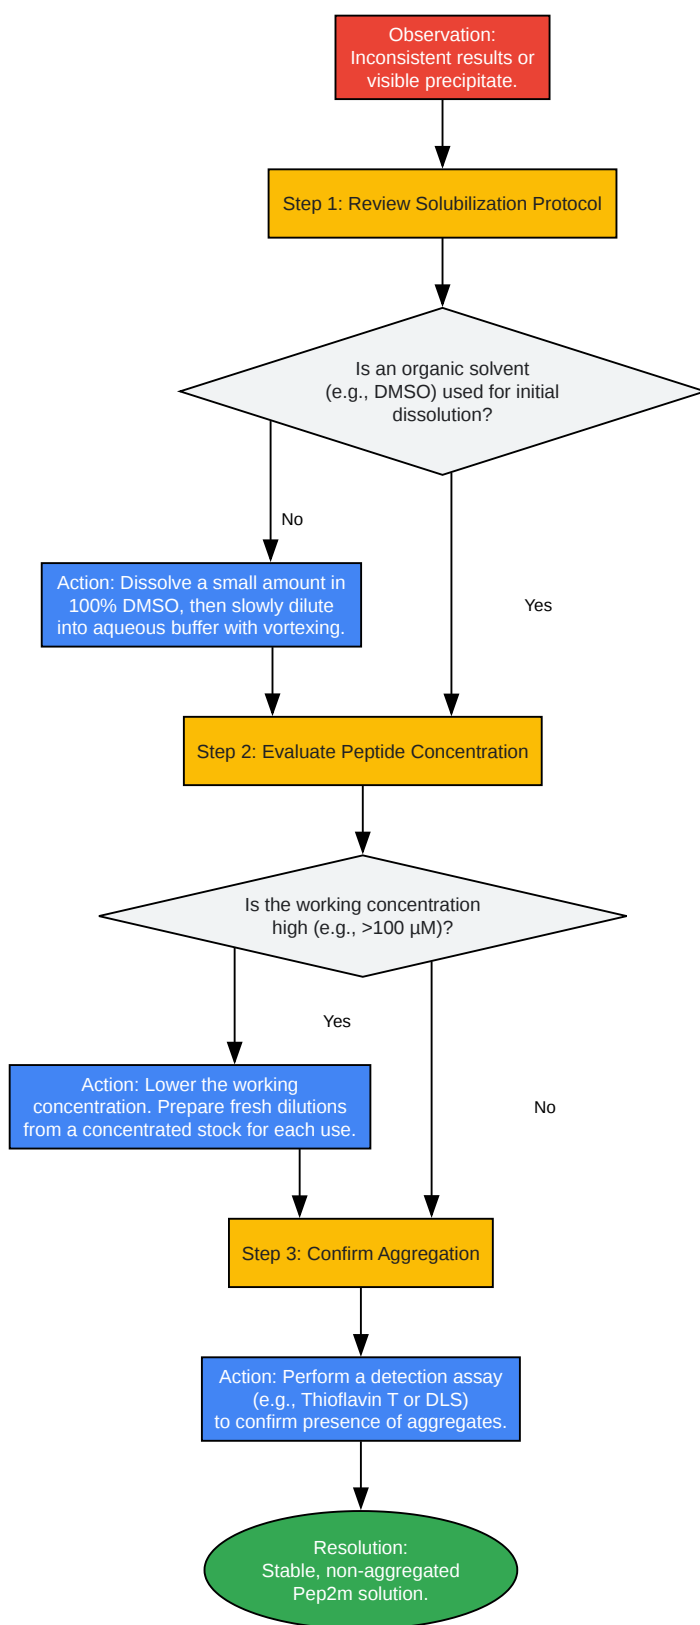 Observation:
Inconsistent results or
visible precipitate.
Step 1: Review Solubilization Protocol
Is an organic solvent
(e.g., DMSO) used for initial
dissolution?
No
Action: Dissolve a small amount in
100% DMSO, then slowly dilute
into aqueous buffer with vortexing.
Yes
Step 2: Evaluate Peptide Concentration
Is the working concentration
high (e.g., >100 µM)?
Yes
Action: Lower the working
concentration. Prepare fresh dilutions
from a concentrated stock for each use.
No
Step 3: Confirm Aggregation
Action: Perform a detection assay
(e.g., Thioflavin T or DLS)
to confirm presence of aggregates.
Resolution:
Stable, non-aggregated
Pep2m solution.